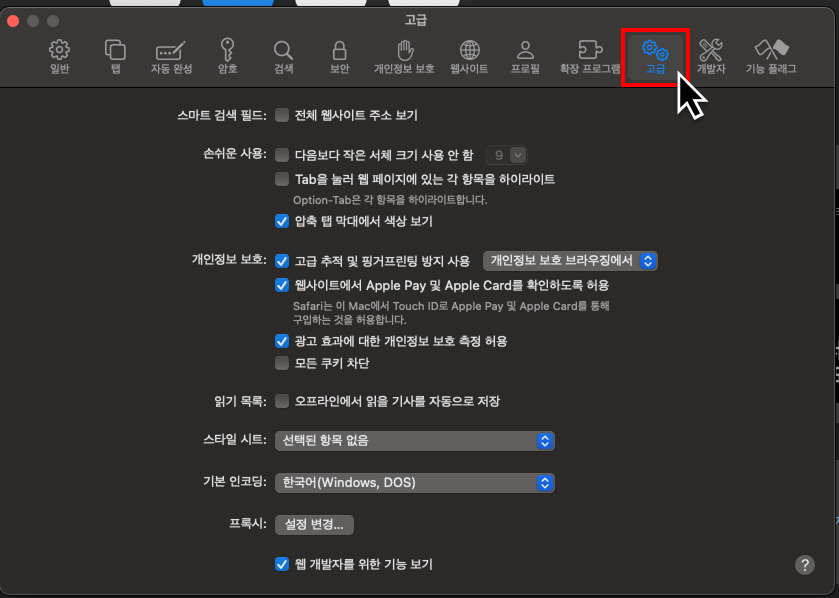 고급
일반 탭 자동 완성 암호 검색 보안 개인정보 보호 웹사이트 프로필 확장 프로그램 고급 개발자 기능 플래그
스마트 검색 필드: 전체 웹사이트 주소 보기
손쉬운 사용: 다음보다 작은 서체 크기 사용 안 함 9
Tab을 눌러 웹 페이지에 있는 각 항목을 하이라이트
Option-Tab은 각 항목을 하이라이트합니다.
압축 탭 막대에서 색상 보기
개인정보 보호: 고급 추적 및 핑거프린팅 방지 사용 개인정보 보호 브라우징에서
웹사이트에서 Apple Pay 및 Apple Card를 확인하도록 허용
Safari는 이 Mac에서 Touch ID로 Apple Pay 및 Apple Card를 통해
구입하는 것을 허용합니다.
광고 효과에 대한 개인정보 보호 측정 허용
모든 쿠키 차단
읽기 목록: 오프라인에서 읽을 기사를 자동으로 저장
스타일 시트: 선택된 항목 없음
기본 인코딩: 한국어(Windows, DOS)
프록시: 설정 변경...
웹 개발자를 위한 기능 보기
?